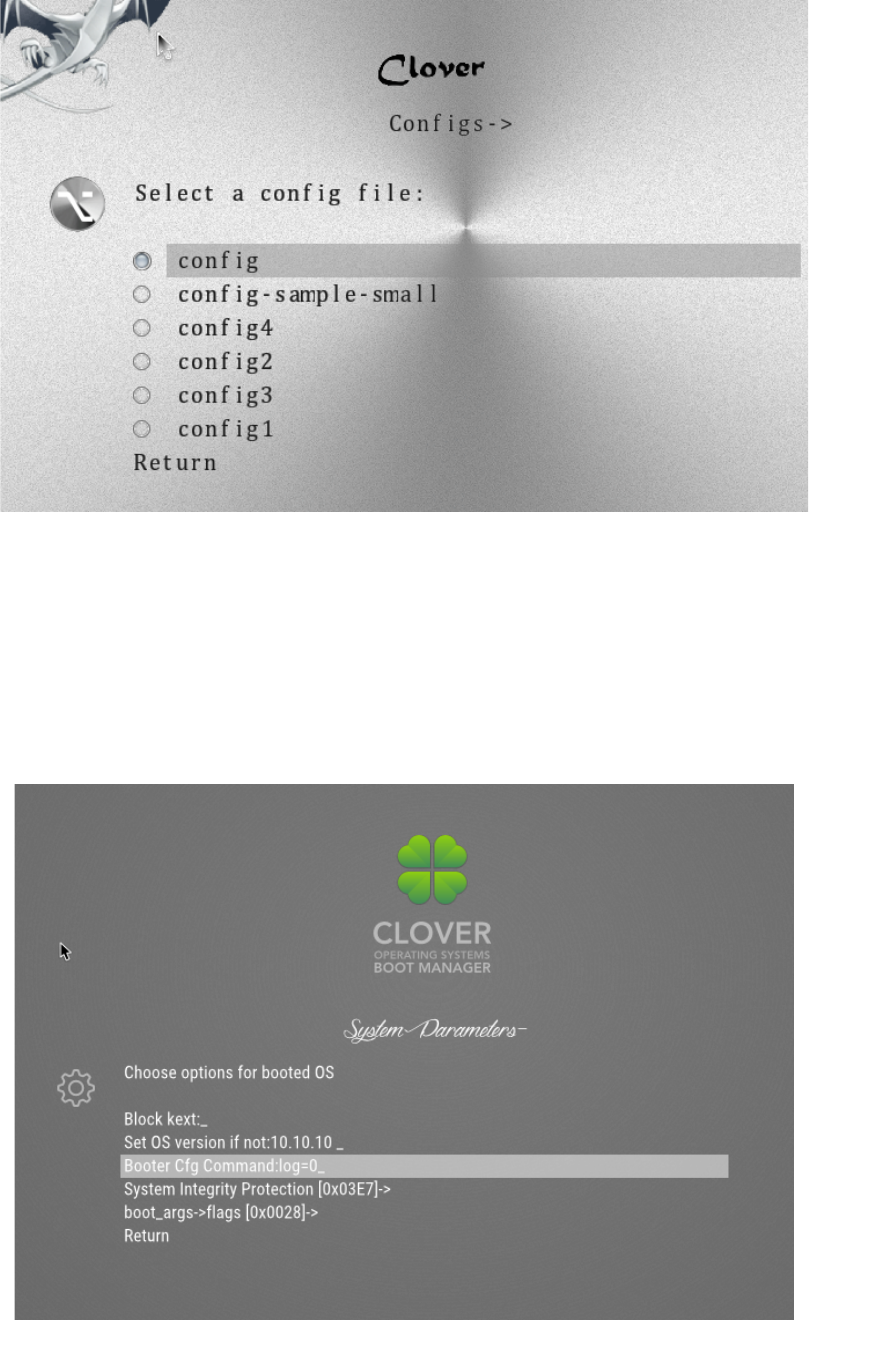 Clover
Configs->
Select a config file:
config
config-sample-small
config4
config2
config3
config1
Return
CLOVER
OPERATING SYSTEMS
BOOT MANAGER
System Parameters-
Choose options for booted OS
Block kext:_
Set OS version if not:10.10.10 _
Booter Cfg Command:log=0_
System Integrity Protection [0x03E7]->
boot_args->flags [0x0028]->
Return